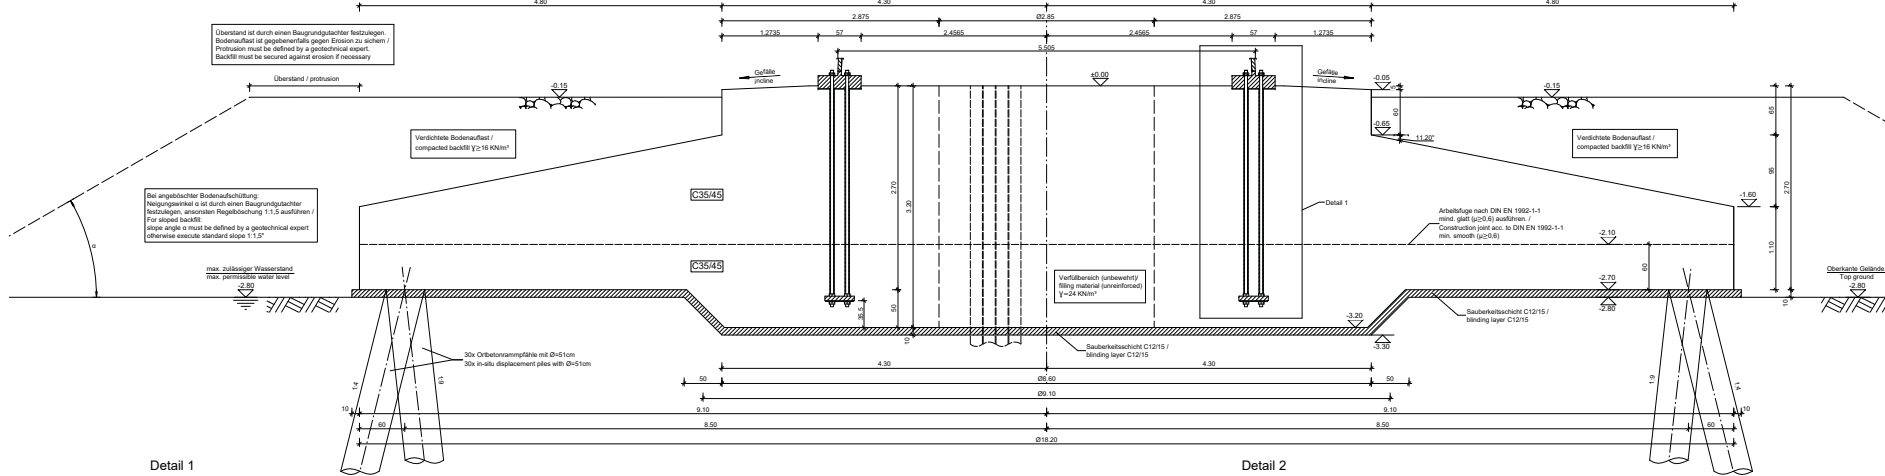 4.80
4.30
4.30
4.80
2.875
Ø2.85
2.875
1.2735
57
2.4565
2.4565
57
1.2735
5.505
Überstand ist durch einen Baugrundgutachter festzulegen.
Bodenauflast ist gegebenenfalls gegen Erosion zu sichern /
Protrusion must be defined by a geotechnical expert.
Backfill must be secured against erosion if necessary
Überstand / protrusion
-0.15
Gefälle
incline
±0.00
Gefälle
incline
-0.05
-0.15
5
60
-0.65
11.20°
65
Verdichtete Bodenauflast /
compacted backfill γ≥16 KN/m³
Verdichtete Bodenauflast /
compacted backfill γ≥16 KN/m³
95
2.70
-1.60
Bei angeböschter Bodenaufschüttung:
Neigungswinkel α ist durch einen Baugrundgutachter
festzulegen, ansonsten Regelböschung 1:1,5 ausführen /
For sloped backfill:
slope angle α must be defined by a geotechnical expert
otherwise execute standard slope 1:1,5"
α
C35/45
2.70
3.20
Detail 1
Arbeitsfuge nach DIN EN 1992-1-1
mind. glatt (μ≥0,6) ausführen. /
Construction joint acc. to DIN EN 1992-1-1
min. smooth (μ≥0,6)
-2.10
1.10
60
C35/45
max. zulässiger Wasserstand
max. permissible water level
-2.80
Verfüllbereich (unbewehrt)/
filling material (unreinforced)
γ=24 KN/m³
-2.70
-2.80
10
Oberkante Gelände
Top ground
-2.80
35.5
50
10
-3.20
-3.30
Sauberkeitsschicht C12/15 /
blinding layer C12/15
Sauberkeitsschicht C12/15 /
blinding layer C12/15
30x Ortbetonrammpfähle mit Ø=51cm
30x in-situ displacement piles with Ø=51cm
1:4
1:9
1:9
1:4
4.30
4.30
50
Ø8.60
50
Ø9.10
10
9.10
9.10
10
60
8.50
8.50
60
Ø18.20
Detail 1
Detail 2